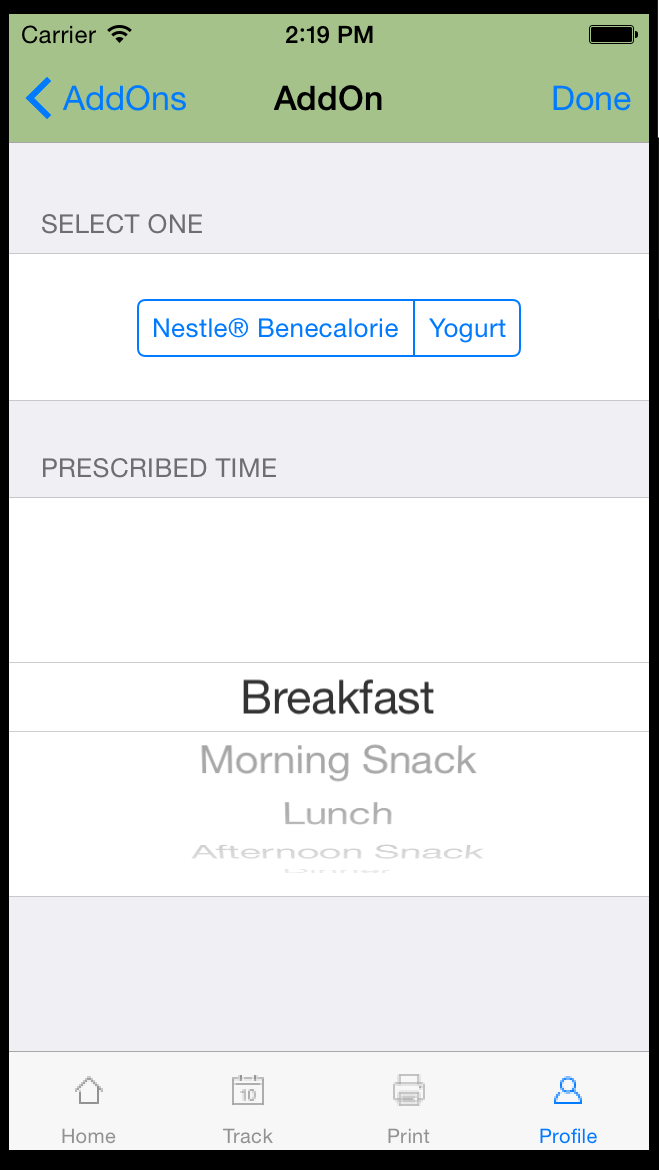 Carrier 2:19 PM
AddOns AddOn Done
SELECT ONE
Nestle® Benecalorie Yogurt
PRESCRIBED TIME
Breakfast
Morning Snack
Lunch
Afternoon Snack
Dinner
10
Home Track Print Profile